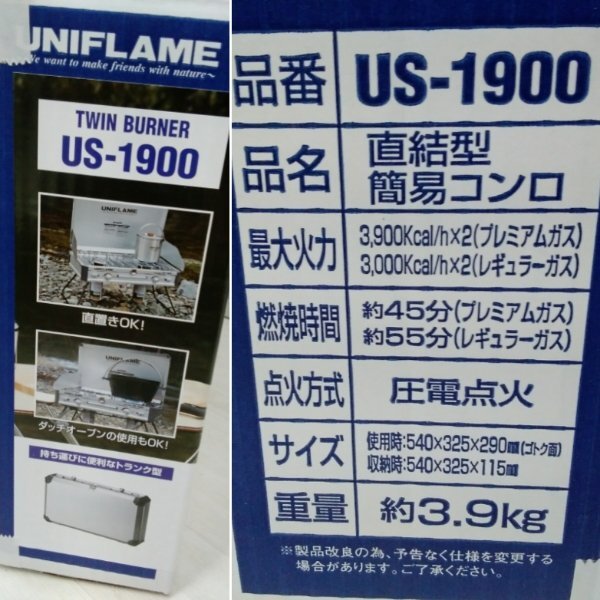 UNIFLAME
We want to make friends with nature〜
TWIN BURNER
US-1900
UNIFLAME
直置きOK!
ダッチオーブンの使用もOK!
持ち運びに便利なトランク型
品番 US-1900
品名 直結型
簡易コンロ
最大火力 3,900Kcal/h×2(プレミアムガス)
3,000Kcal/h×2(レギュラーガス)
燃焼時間 約45分(プレミアムガス)
約55分(レギュラーガス)
点火方式 圧電点火
サイズ 使用時:540×325×290㎜(ゴトク面)
収納時:540×325×115㎜
重量 約3.9kg
※製品改良の為、予告なく仕様を変更する
場合があります。ご了承ください。